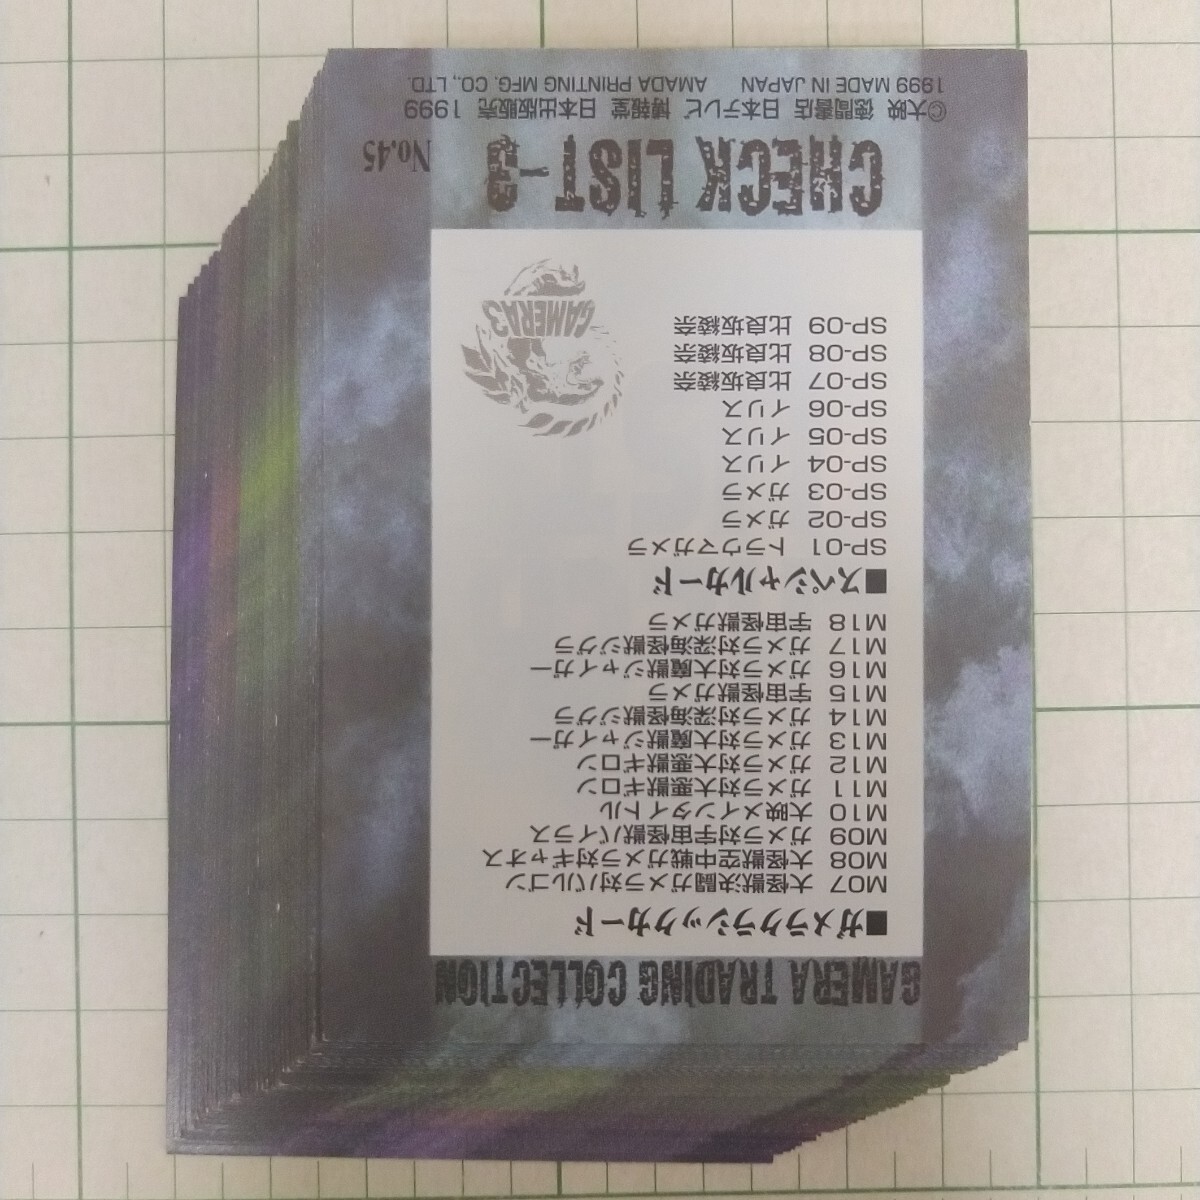 GAMERA TRADING COLLECTION
■ガメラクラシックカード
M07 大怪獣決闘ガメラ対バルゴン
M08 大怪獣空中戦ガメラ対ギャオス
M09 ガメラ対宇宙怪獣バイラス
M10 大映メインタイトル
M11 ガメラ対大悪獣ギロン
M12 ガメラ対大悪獣ギロン
M13 ガメラ対大魔獣ジャイガー
M14 ガメラ対深海怪獣ジグラ
M15 宇宙怪獣ガメラ
M16 ガメラ対大魔獣ジャイガー
M17 ガメラ対深海怪獣ジグラ
M18 宇宙怪獣ガメラ
■スペシャルカード
SP-01 トラウマガメラ
SP-02 ガメラ
SP-03 ガメラ
SP-04 イリス
SP-05 イリス
SP-06 イリス
SP-07 比良坂綾奈
SP-08 比良坂綾奈
SP-09 比良坂綾奈
GAMERA3
CHECK LIST-3
No.45
©大映 徳間書店 日本テレビ 博報堂 日本出版販売 1999
1999 MADE IN JAPAN AMADA PRINTING MFG. CO., LTD.